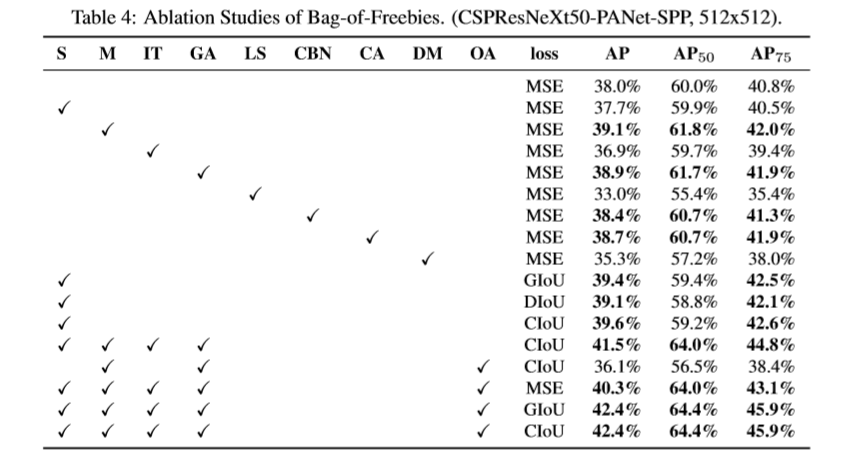 Table 4: Ablation Studies of Bag-of-Freebies. (CSPResNeXt50-PANet-SPP, 512x512).
S M IT GA LS CBN CA DM OA loss AP AP50 AP75
MSE 38.0% 60.0% 40.8%
✓ MSE 37.7% 59.9% 40.5%
✓ MSE 39.1% 61.8% 42.0%
✓ MSE 36.9% 59.7% 39.4%
✓ MSE 38.9% 61.7% 41.9%
✓ MSE 33.0% 55.4% 35.4%
✓ MSE 38.4% 60.7% 41.3%
✓ MSE 38.7% 60.7% 41.9%
✓ MSE 35.3% 57.2% 38.0%
✓ GIoU 39.4% 59.4% 42.5%
✓ DIoU 39.1% 58.8% 42.1%
✓ CIoU 39.6% 59.2% 42.6%
✓ ✓ ✓ ✓ CIoU 41.5% 64.0% 44.8%
✓ ✓ ✓ CIoU 36.1% 56.5% 38.4%
✓ ✓ ✓ ✓ ✓ MSE 40.3% 64.0% 43.1%
✓ ✓ ✓ ✓ ✓ GIoU 42.4% 64.4% 45.9%
✓ ✓ ✓ ✓ ✓ CIoU 42.4% 64.4% 45.9%